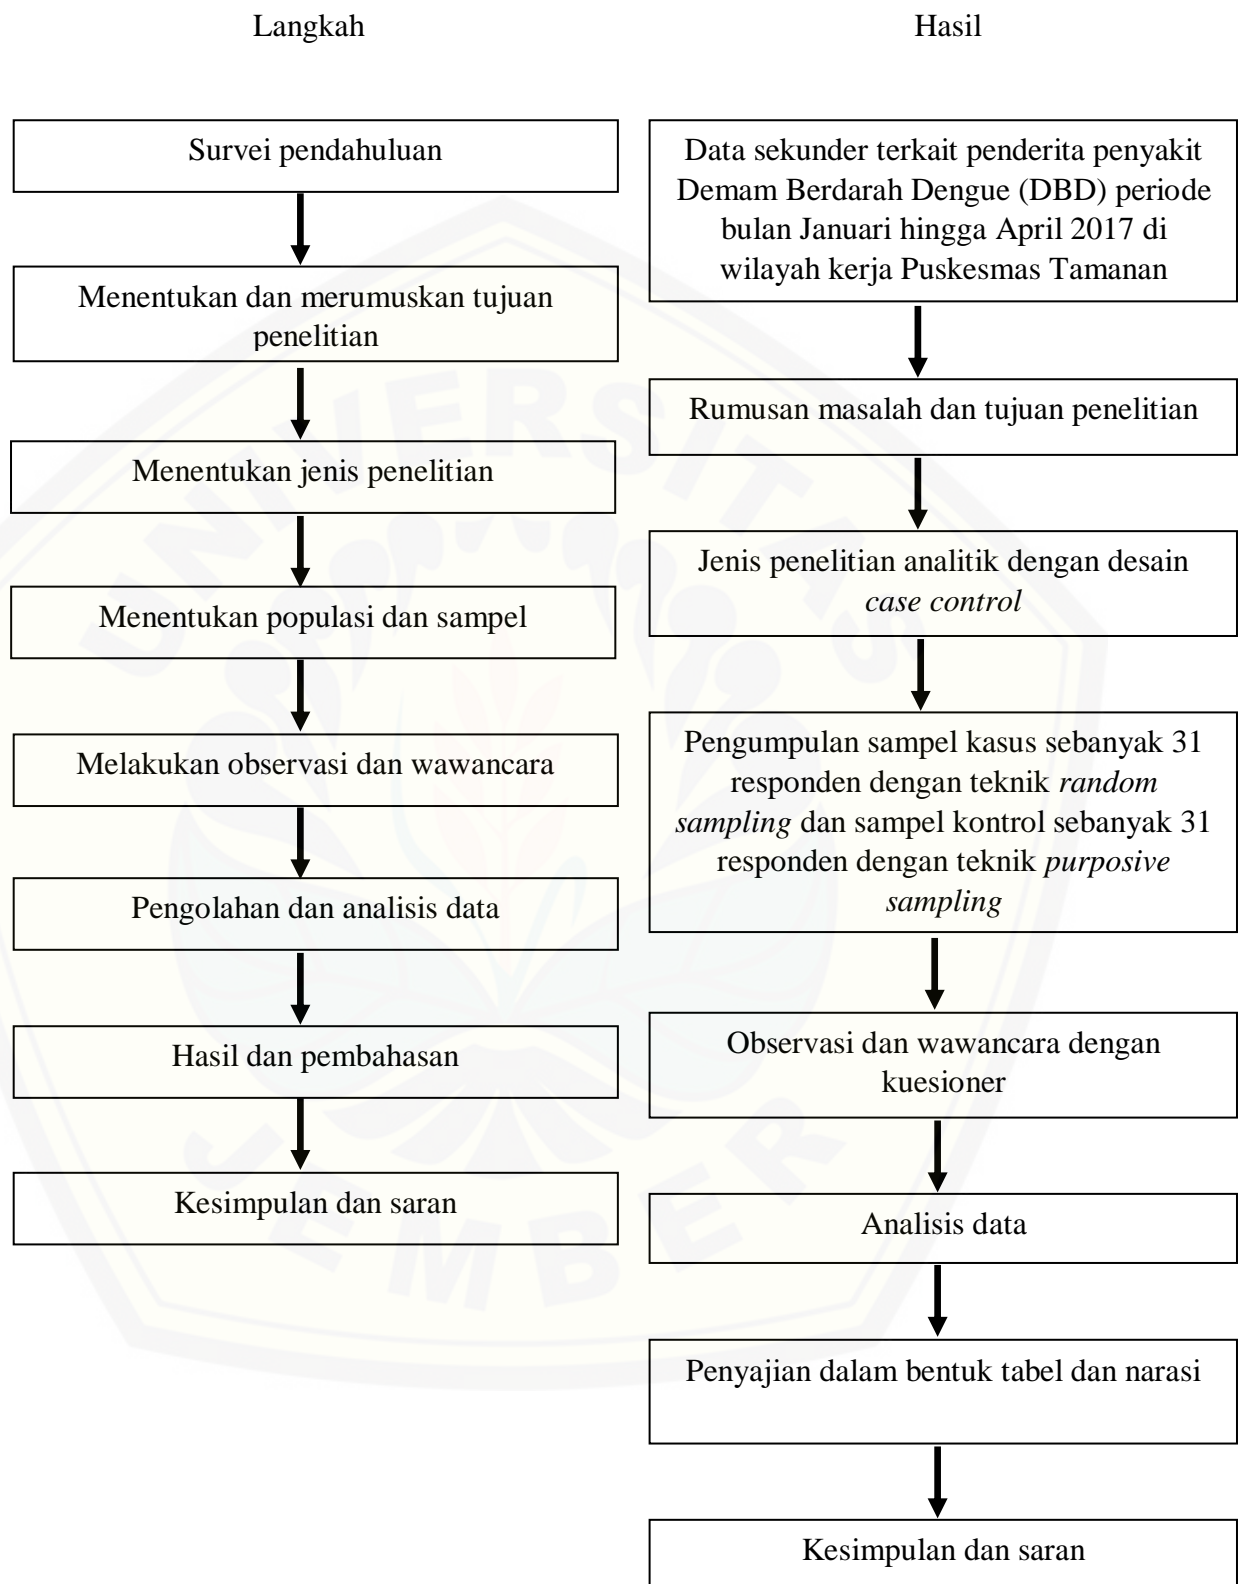 Langkah
Hasil
Survei pendahuluan
Menentukan dan merumuskan tujuan
penelitian
Menentukan jenis penelitian
Menentukan populasi dan sampel
Melakukan observasi dan wawancara
Pengolahan dan analisis data
Hasil dan pembahasan
Kesimpulan dan saran
Data sekunder terkait penderita penyakit
Demam Berdarah Dengue (DBD) periode
bulan Januari hingga April 2017 di
wilayah kerja Puskesmas Tamanan
Rumusan masalah dan tujuan penelitian
Jenis penelitian analitik dengan desain
case control
Pengumpulan sampel kasus sebanyak 31
responden dengan teknik random
sampling dan sampel kontrol sebanyak 31
responden dengan teknik purposive
sampling
Observasi dan wawancara dengan
kuesioner
Analisis data
Penyajian dalam bentuk tabel dan narasi
Kesimpulan dan saran
UNIVERSITAS
JEMBER